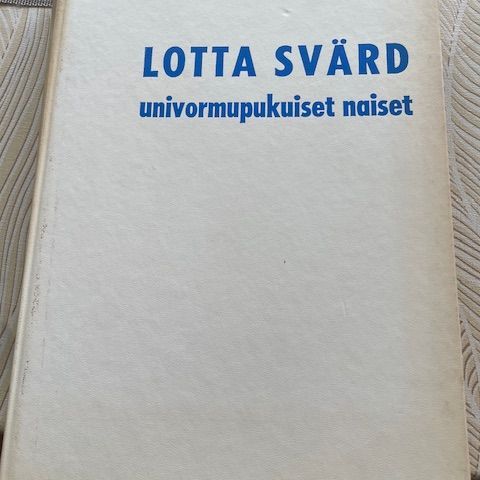 LOTTA SVÄRD
univormupukuiset naiset